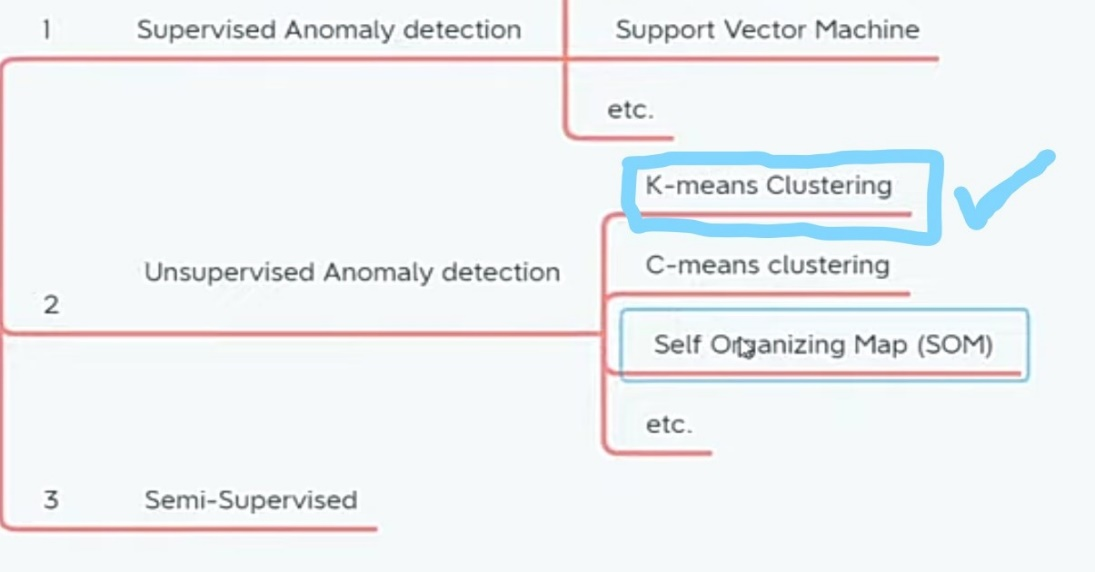 1 Supervised Anomaly detection
Support Vector Machine
etc.
2 Unsupervised Anomaly detection
K-means Clustering
C-means clustering
Self Organizing Map (SOM)
etc.
3 Semi-Supervised